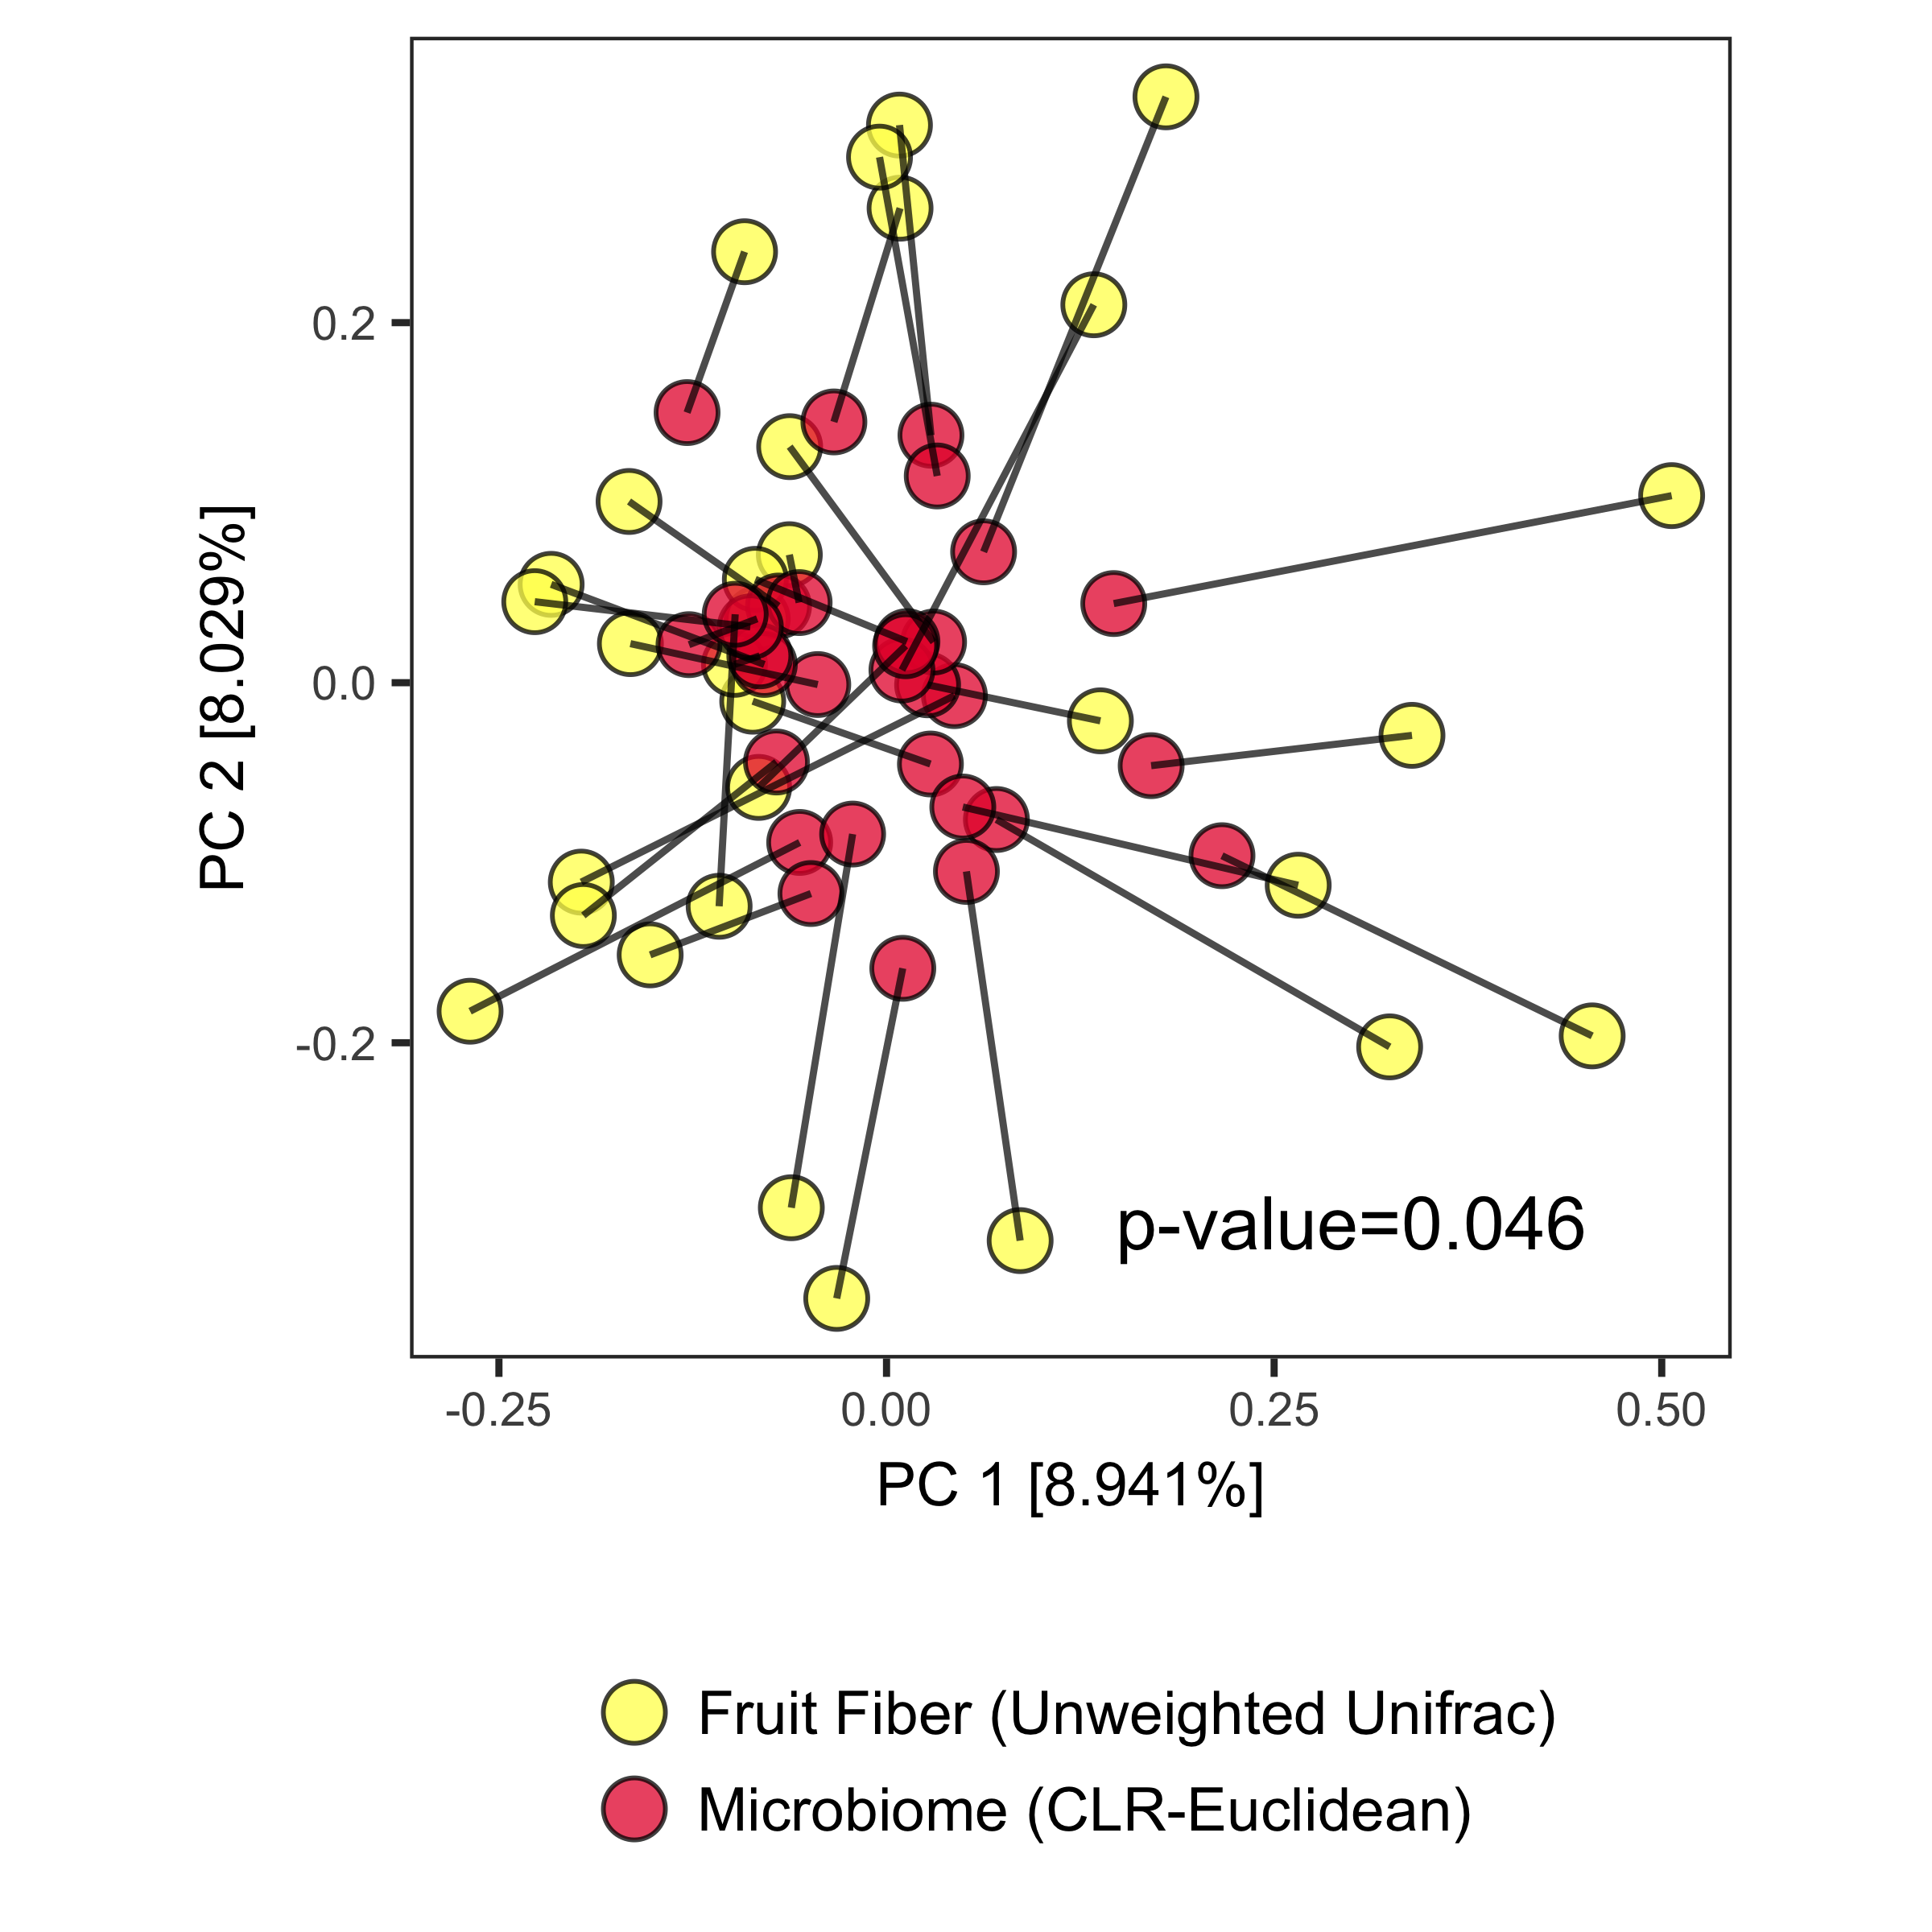 0.2
0.0
-0.2
PC 2 [8.029%]
p-value=0.046
-0.25 0.00 0.25 0.50
PC 1 [8.941%]
Fruit Fiber (Unweighted Unifrac)
Microbiome (CLR-Euclidean)